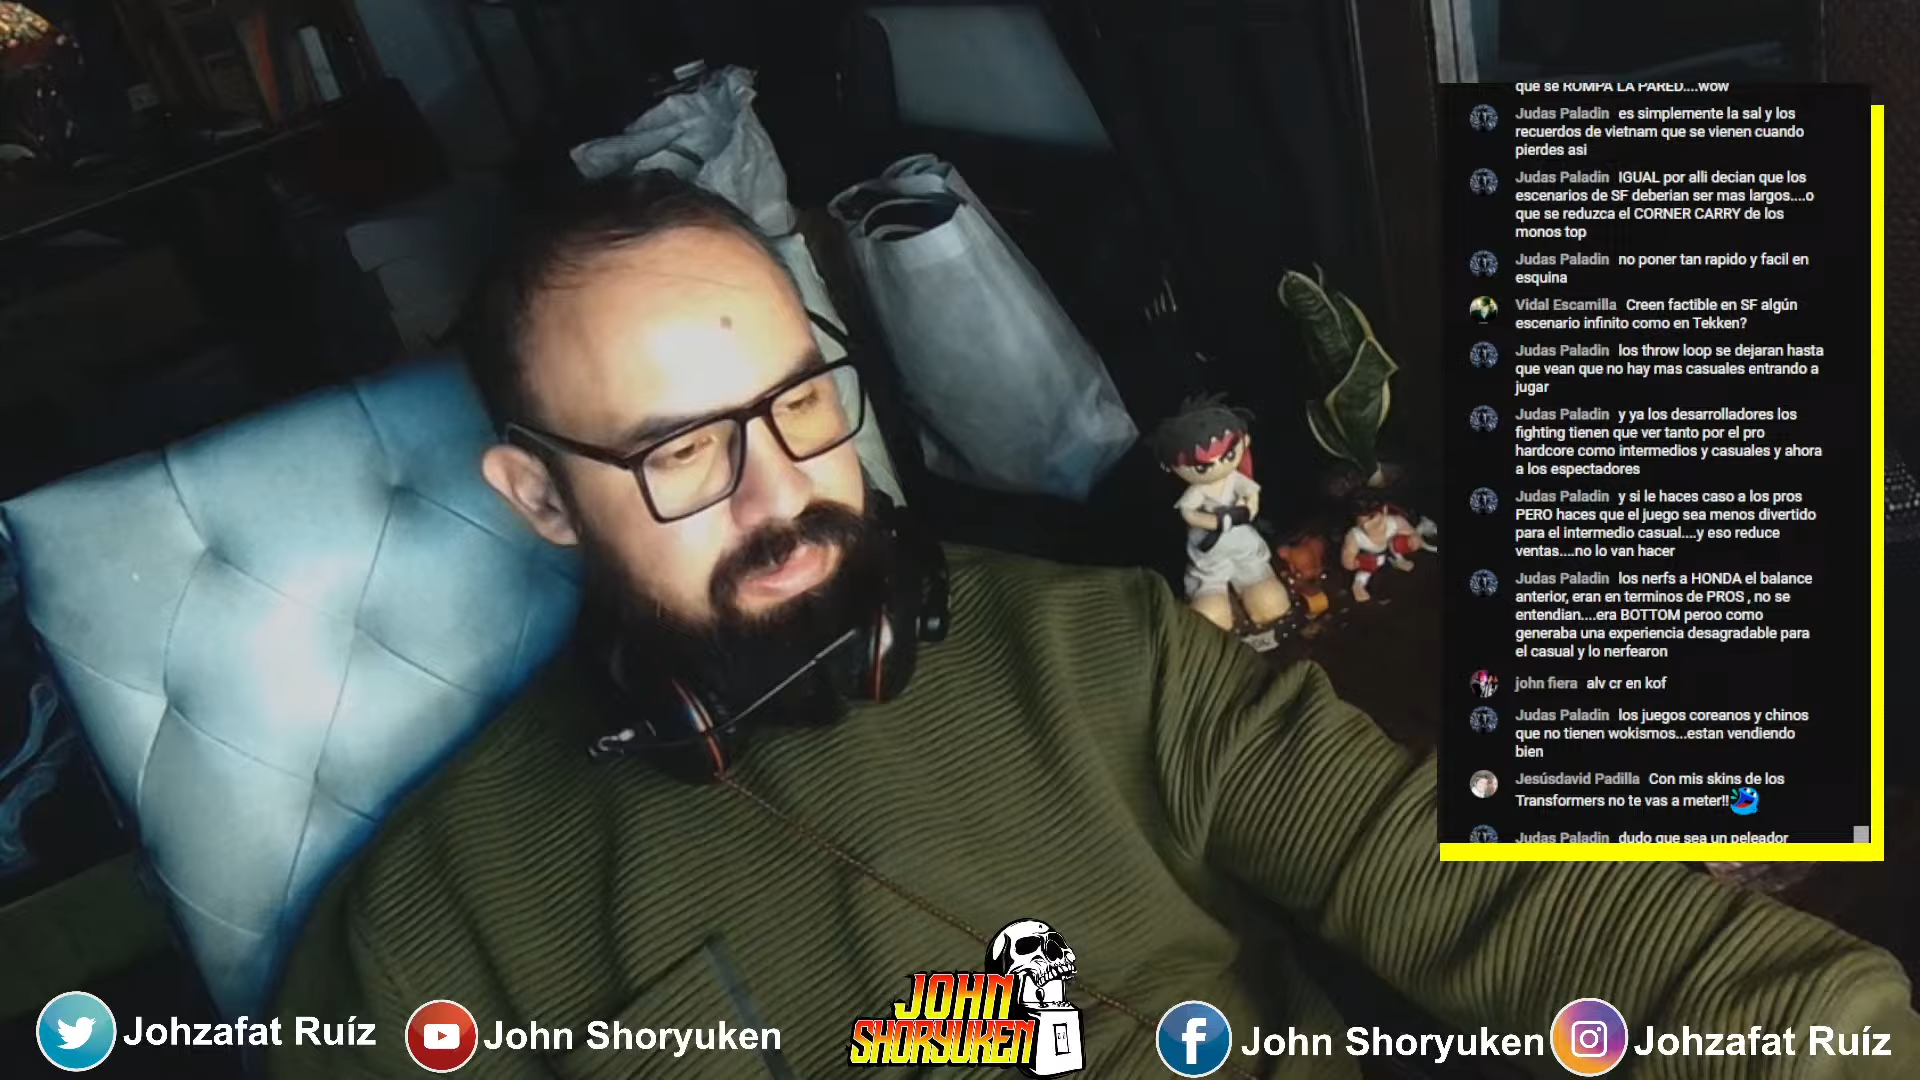 que se ROMPA LA PARED....wow
Judas Paladin es simplemente la sal y los
recuerdos de vietnam que se vienen cuando
pierdes asi
Judas Paladin IGUAL por alli decian que los
escenarios de SF deberian ser mas largos....o
que se reduzca el CORNER CARRY de los
monos top
Judas Paladin no poner tan rapido y facil en
esquina
Vidal Escamilla Creen factible en SF algún
escenario infinito como en Tekken?
Judas Paladin los throw loop se dejaran hasta
que vean que no hay mas casuales entrando a
jugar
Judas Paladin y ya los desarrolladores los
fighting tienen que ver tanto por el pro
hardcore como intermedios y casuales y ahora
a los espectadores
Judas Paladin y si le haces caso a los pros
PERO haces que el juego sea menos divertido
para el intermedio casual....y eso reduce
ventas....no lo van hacer
Judas Paladin los nerfs a HONDA el balance
anterior, eran en terminos de PROS , no se
entendian....era BOTTOM peroo como
generaba una experiencia desagradable para
el casual y lo nerfearon
john fiera alv cr en kof
Judas Paladin los juegos coreanos y chinos
que no tienen wokismos...estan vendiendo
bien
Jesúsdavid Padilla Con mis skins de los
Transformers no te vas a meter!!
Judas Paladin dudo que sea un peleador
JOHN
SHORYUKEN
Johzafat Ruíz
John Shoryuken
John Shoryuken
Johzafat Ruíz